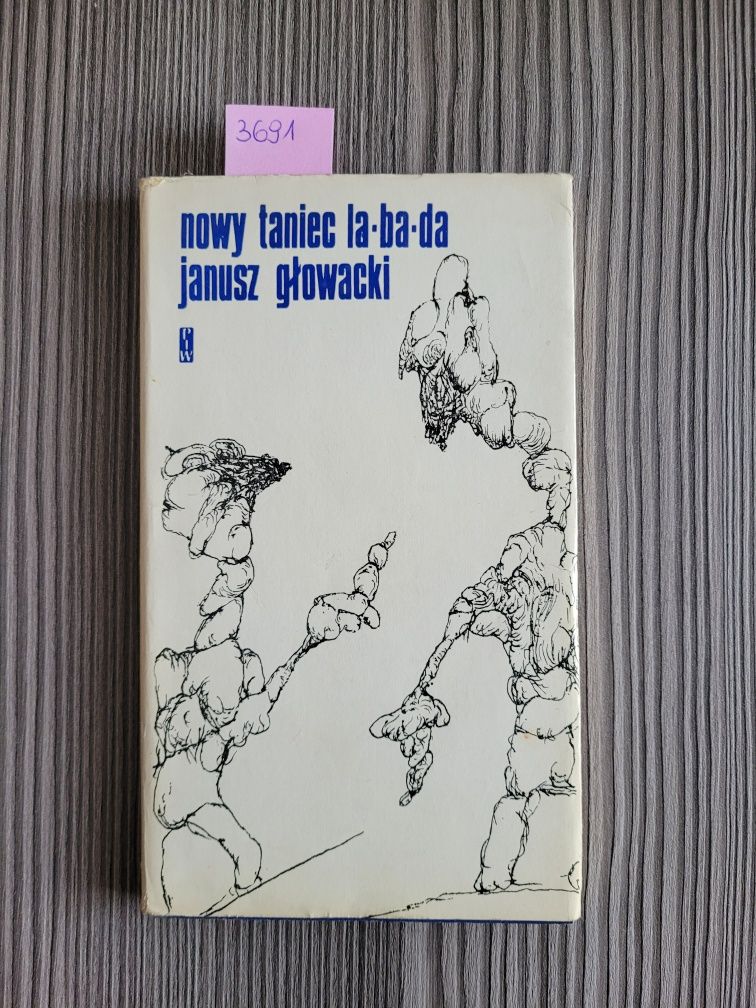 3691
nowy taniec la·ba·da
janusz głowacki
p
i
w